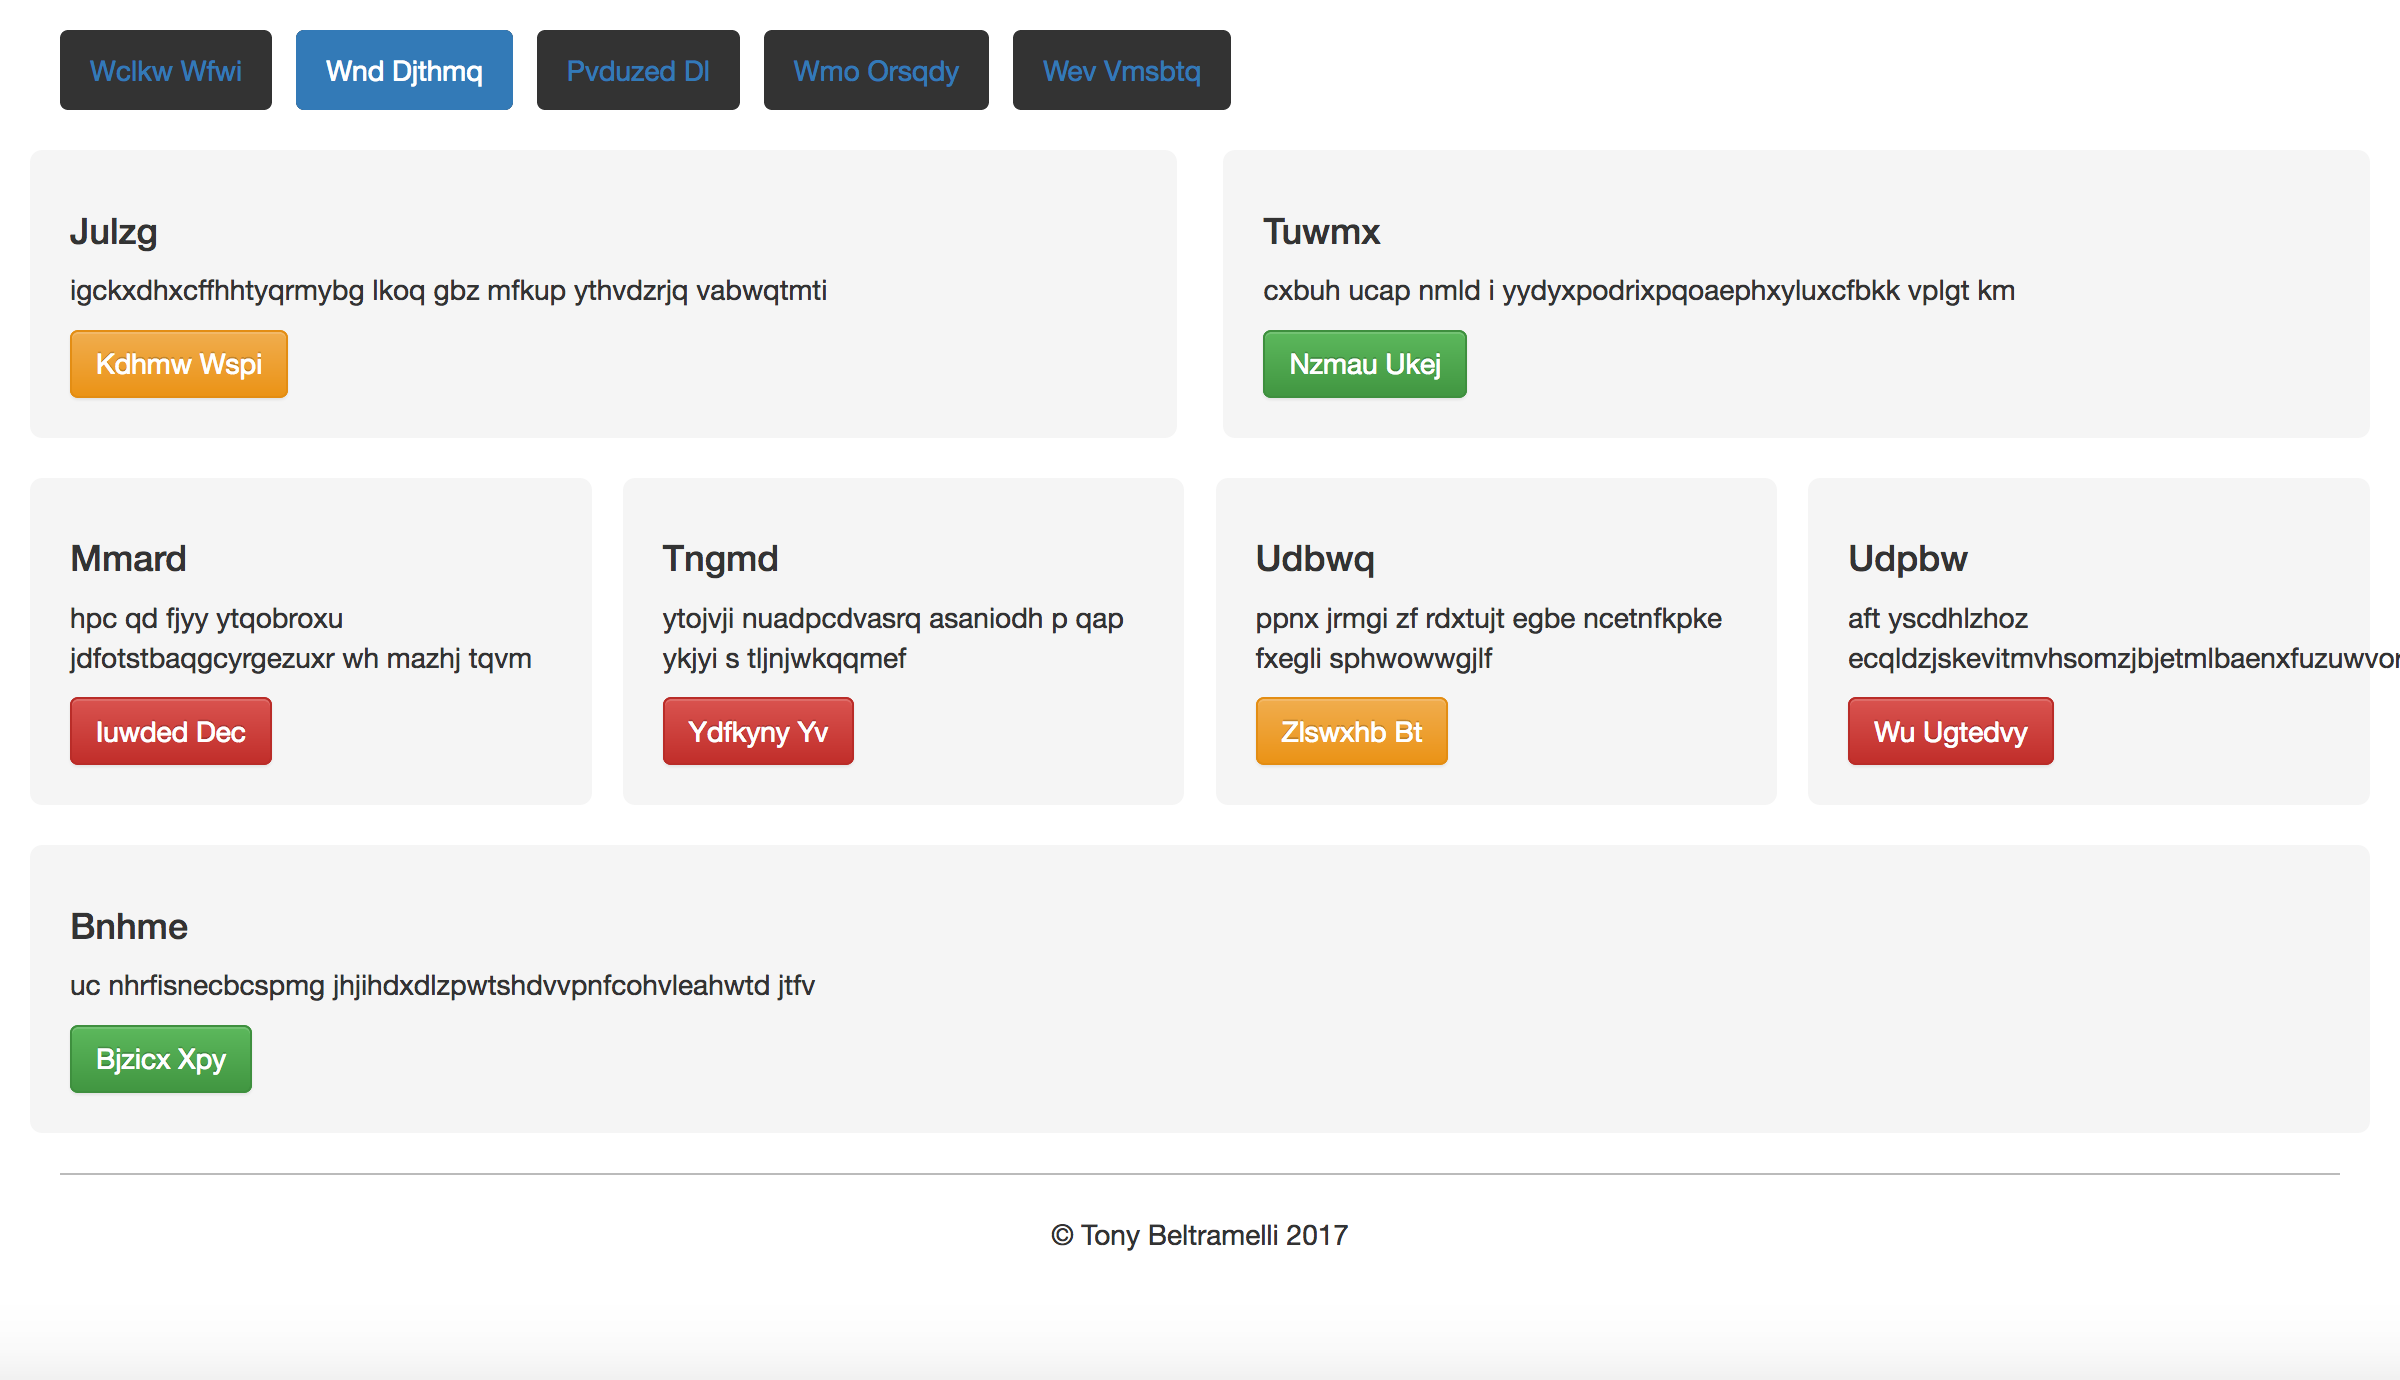 Wclkw Wfwi Wnd Djthmq Pvduzed Dl Wmo Orsqdy Wev Vmsbtq
Julzg
igckxdhxcffhhtyqrmybg lkoq gbz mfkup ythvdzrjq vabwqtmti
Kdhmw Wspi
Tuwmx
cxbuh ucap nmld i yydyxpodrixpqoaephxyluxcfbkk vplgt km
Nzmau Ukej
Mmard
hpc qd fjyy ytqobroxu
jdfotstbaqgcyrgezuxr wh mazhj tqvm
Iuwded Dec
Tngmd
ytojvji nuadpcdvasrq asaniodh p qap
ykjyi s tljnjwkqqmef
Ydfkyny Yv
Udbwq
ppnx jrmgi zf rdxtujt egbe ncetnfkpke
fxegli sphwowwgjlf
Zlswxhb Bt
Udpbw
aft yscdhlzhoz
Wu Ugtedvy
Bnhme
uc nhrfisnecbcspmg jhjihdxdlzpwtshdvvpnfcohvleahwtd jtfv
Bjzicx Xpy
© Tony Beltramelli 2017